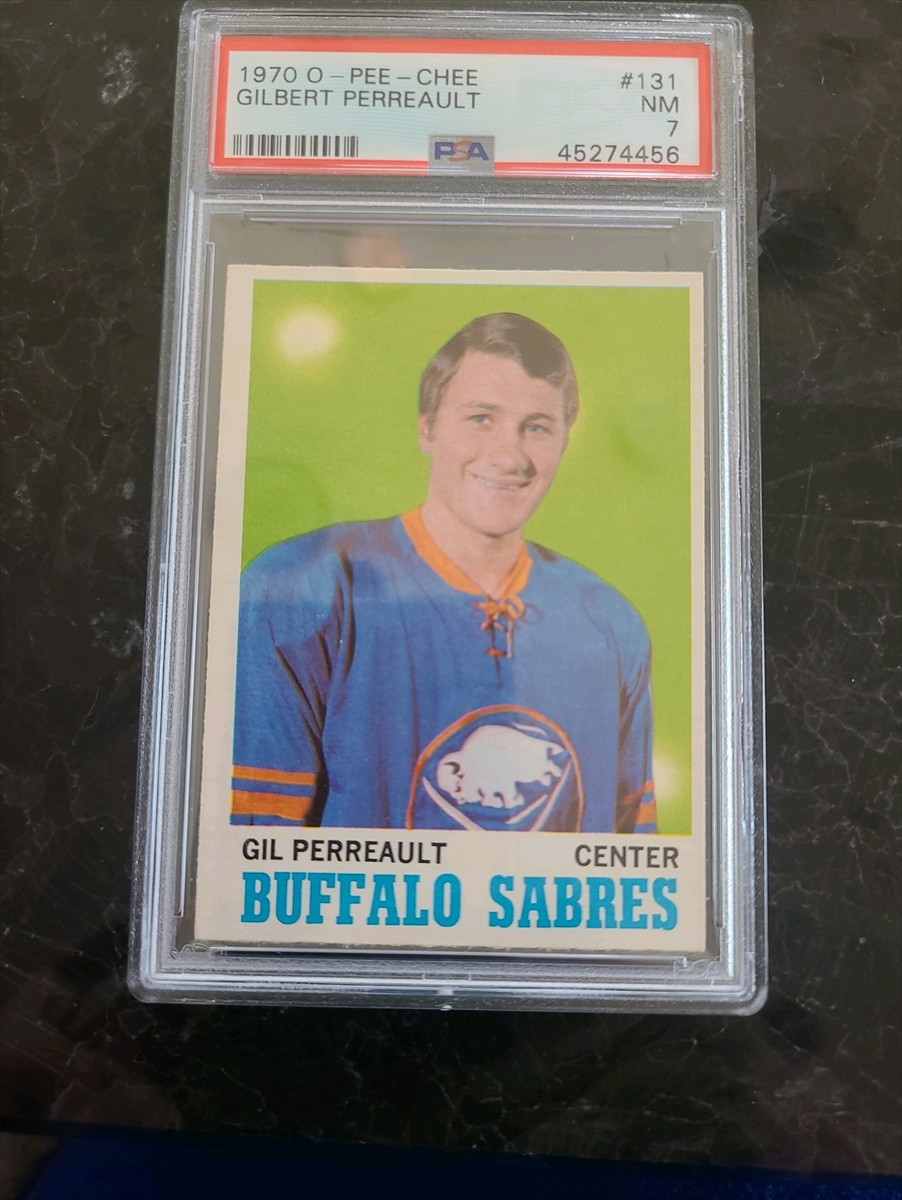 1970 O-PEE-CHEE #131
GILBERT PERREAULT NM
7
PSA 45274456
GIL PERREAULT CENTER
BUFFALO SABRES